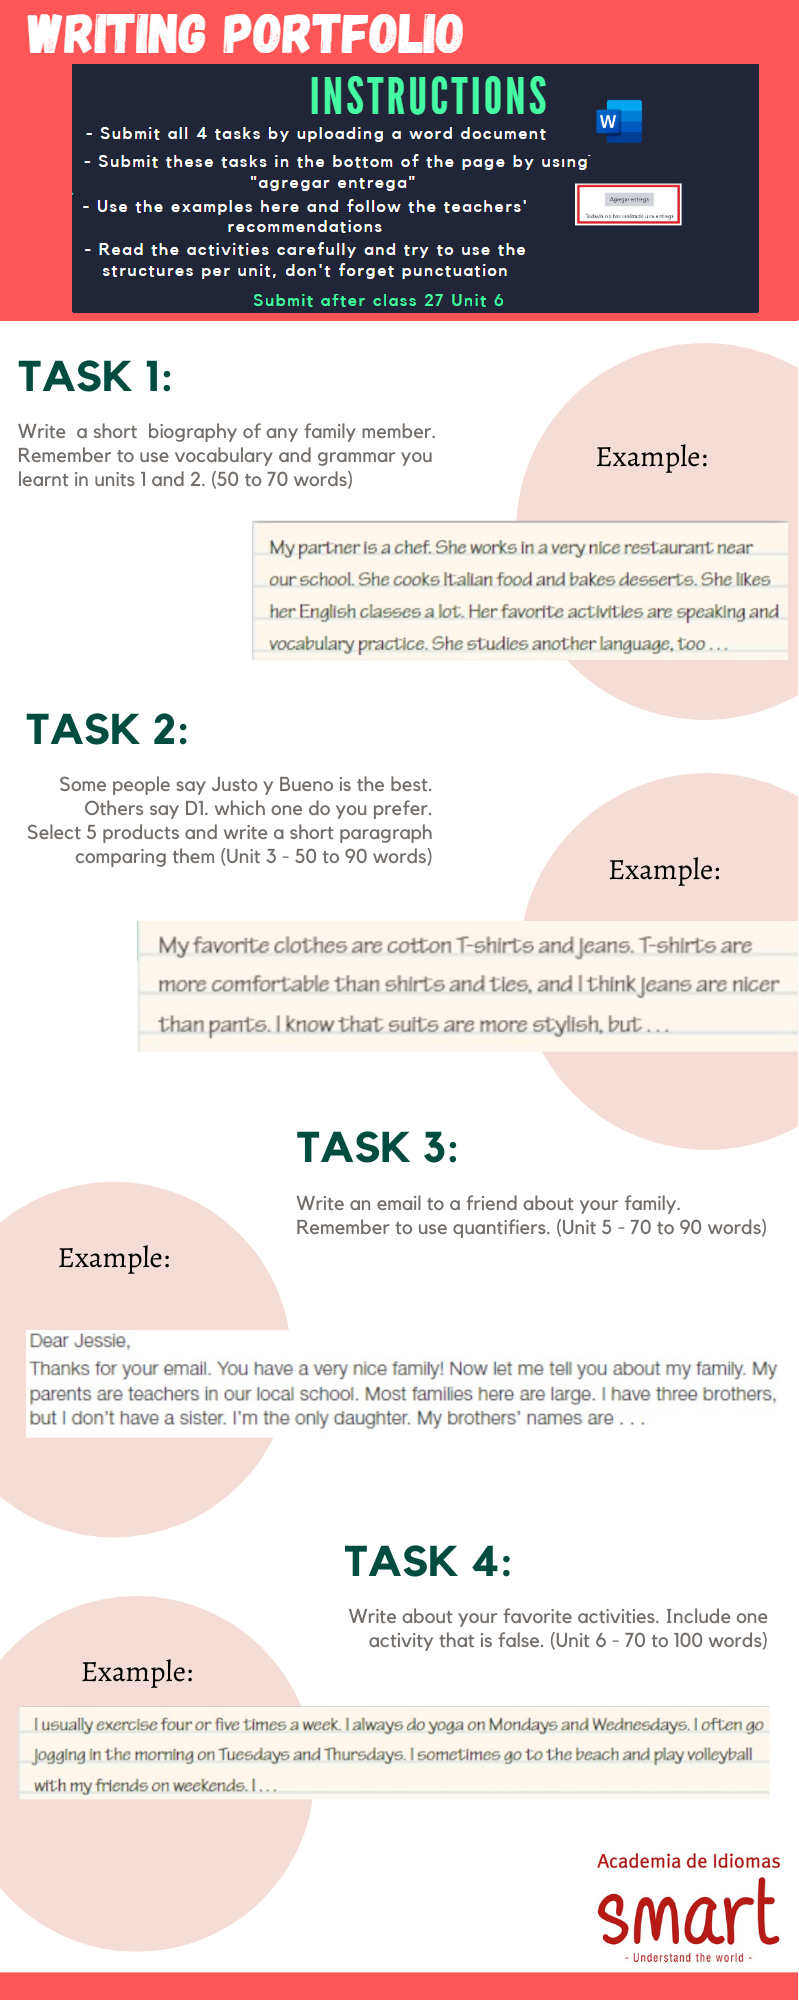 WRITING PORTFOLIO
INSTRUCTIONS
- Submit all 4 tasks by uploading a word document
W
- Submit these tasks in the bottom of the page by using
"agregar entrega"
Agregar entrega
Todavía no has realizado una entrega
- Use the examples here and follow the teachers'
recommendations
- Read the activities carefully and try to use the
structures per unit, don't forget punctuation
Submit after class 27 Unit 6
TASK 1:
Write a short biography of any family member.
Remember to use vocabulary and grammar you
learnt in units 1 and 2. (50 to 70 words)
Example:
My partner is a chef. She works in a very nice restaurant near
our school. She cooks Italian food and bakes desserts. She likes
her English classes a lot. Her favorite activities are speaking and
vocabulary practice. She studies another language, too . . .
TASK 2:
Some people say Justo y Bueno is the best.
Others say D1. which one do you prefer.
Select 5 products and write a short paragraph
comparing them (Unit 3 - 50 to 90 words)
Example:
My favorite clothes are cotton T-shirts and jeans. T-shirts are
more comfortable than shirts and ties, and I think jeans are nicer
than pants. I know that suits are more stylish, but . . .
TASK 3:
Write an email to a friend about your family.
Remember to use quantifiers. (Unit 5 - 70 to 90 words)
Example:
Dear Jessie,
Thanks for your email. You have a very nice family! Now let me tell you about my family. My
parents are teachers in our local school. Most families here are large. I have three brothers,
but I don't have a sister. I'm the only daughter. My brothers' names are . . .
TASK 4:
Write about your favorite activities. Include one
activity that is false. (Unit 6 - 70 to 100 words)
Example:
I usually exercise four or five times a week. I always do yoga on Mondays and Wednesdays. I often go
jogging in the morning on Tuesdays and Thursdays. I sometimes go to the beach and play volleyball
with my friends on weekends. I . . .
Academia de Idiomas
smart
- Understand the world -